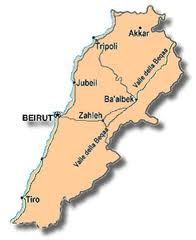 Akkar
Tripoli
Jubeil
Valle della Beqaa
Ba'albek
BEIRUT
Zahleh
Valle della Beqaa
Tiro